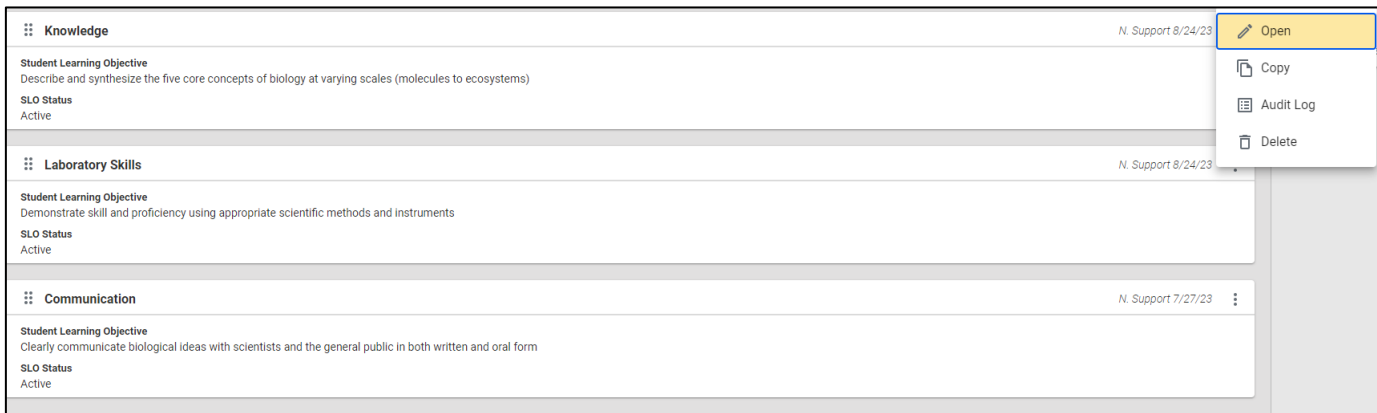 Knowledge
N. Support 8/24/23
Open
Student Learning Objective
Describe and synthesize the five core concepts of biology at varying scales (molecules to ecosystems)
Copy
SLO Status
Active
Audit Log
Delete
Laboratory Skills
N. Support 8/24/23
Student Learning Objective
Demonstrate skill and proficiency using appropriate scientific methods and instruments
SLO Status
Active
Communication
N. Support 7/27/23
Student Learning Objective
Clearly communicate biological ideas with scientists and the general public in both written and oral form
SLO Status
Active